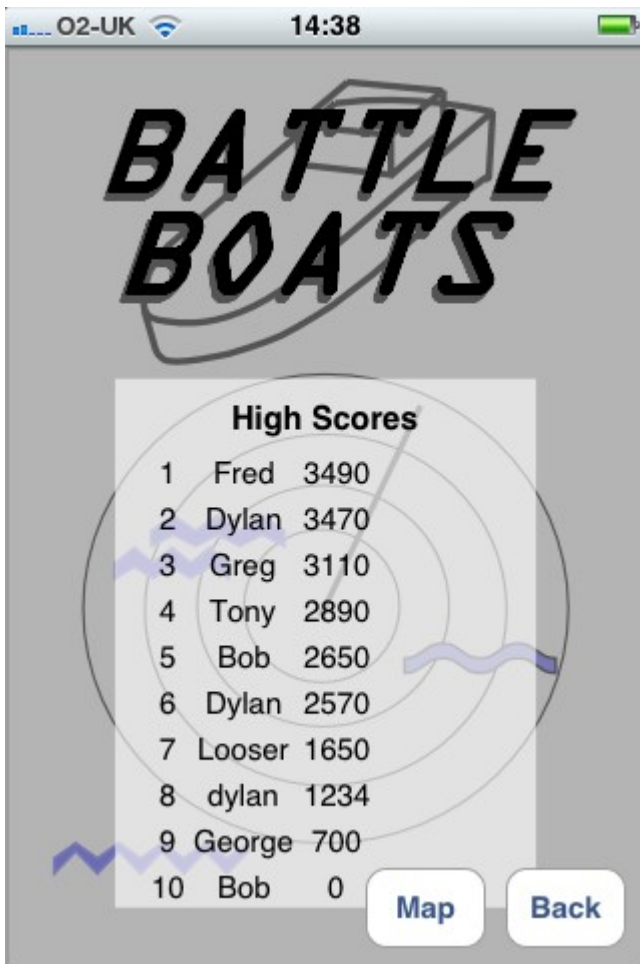 O2-UK 14:38
BATTLE
BOATS
High Scores
1 Fred 3490
2 Dylan 3470
3 Greg 3110
4 Tony 2890
5 Bob 2650
6 Dylan 2570
7 Looser 1650
8 dylan 1234
9 George 700
10 Bob 0
Map Back